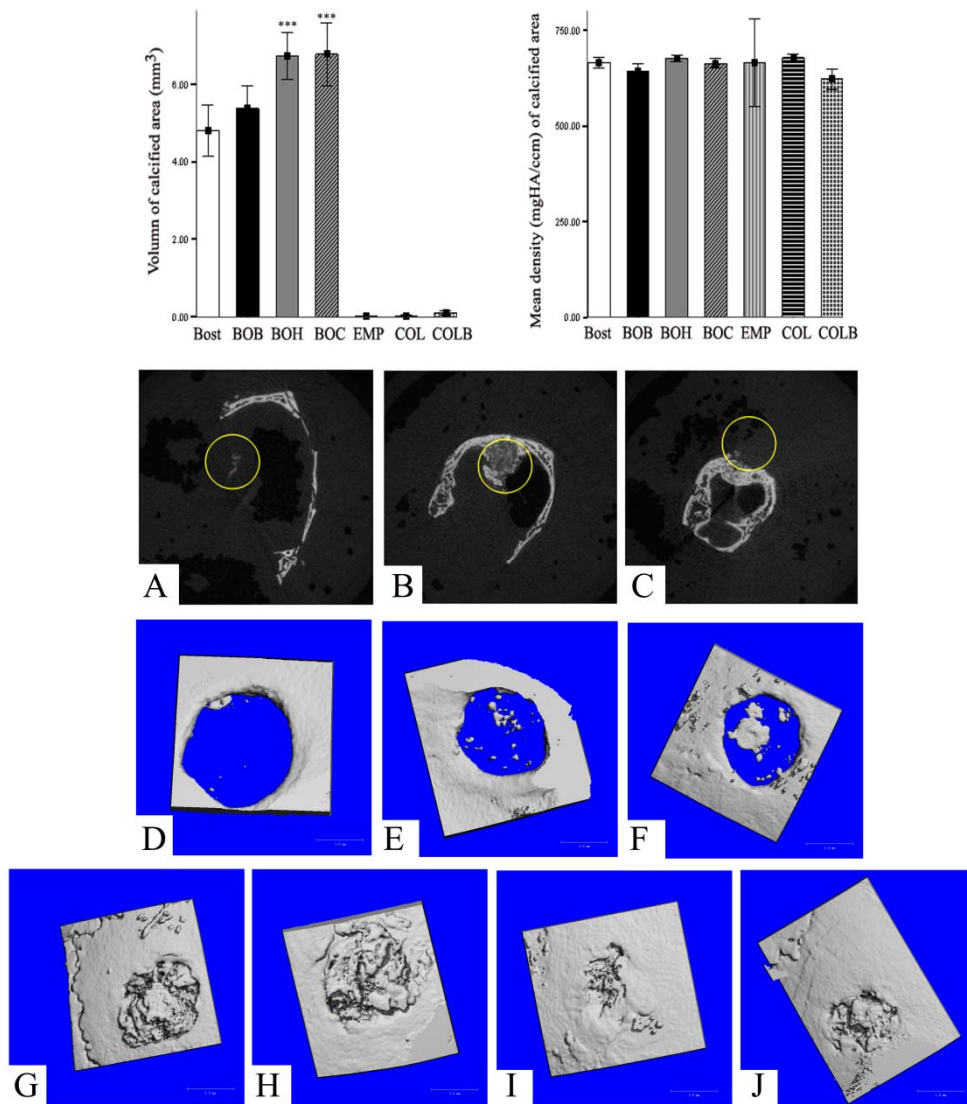 Volumn of calcified area (mm³)
6.00
4.00
2.00
0.00
*** ***
Bost BOB BOH BOC EMP COL COLB
Mean density (mgHA/ccm) of calcified area
750.00
500.00
250.00
0.00
Bost BOB BOH BOC EMP COL COLB
A B C
D E F
G H I J